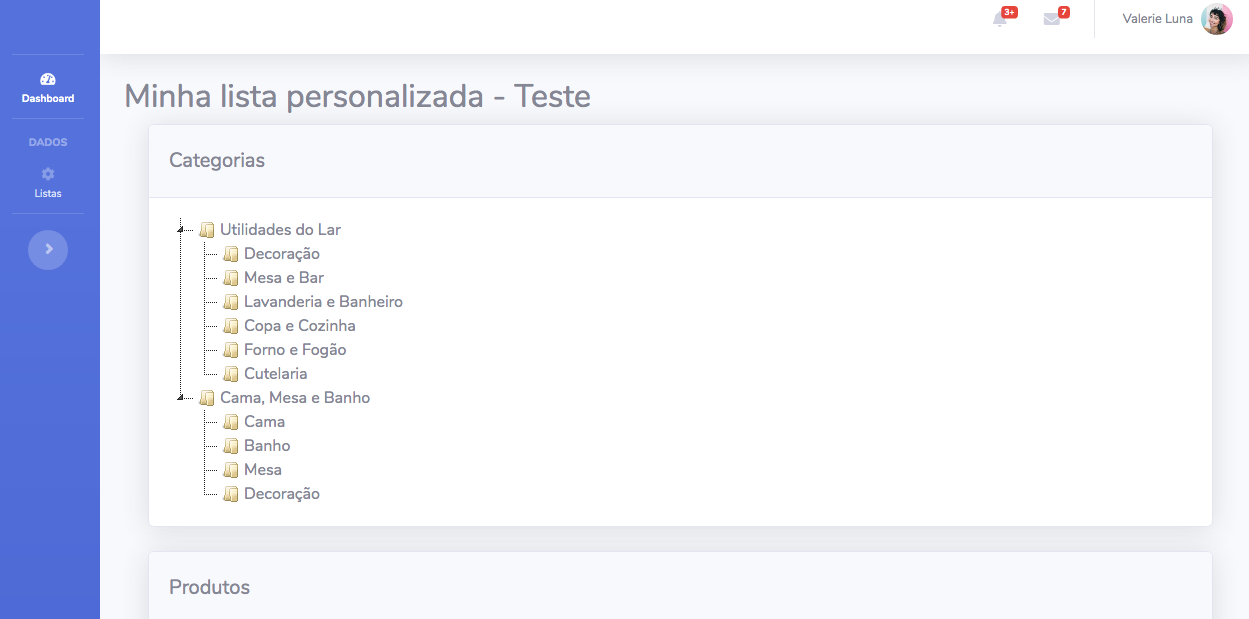 3+
7
Valerie Luna
Dashboard
DADOS
Listas
Minha lista personalizada - Teste
Categorias
Utilidades do Lar
Decoração
Mesa e Bar
Lavanderia e Banheiro
Copa e Cozinha
Forno e Fogão
Cutelaria
Cama, Mesa e Banho
Cama
Banho
Mesa
Decoração
Produtos